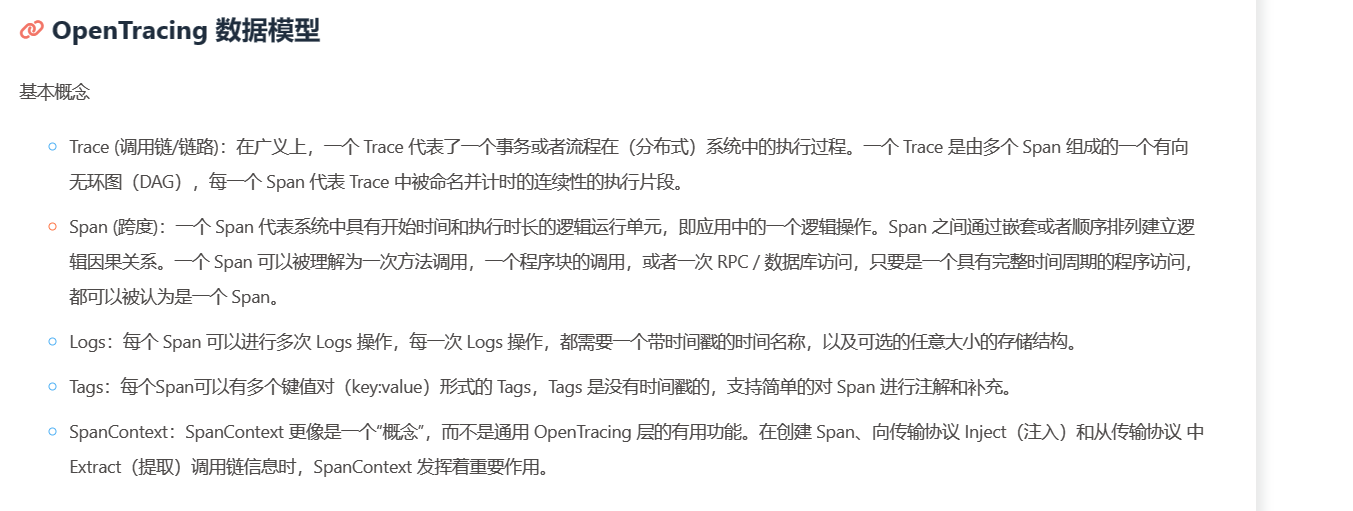 OpenTracing 数据模型
基本概念
Trace (调用链/链路)：在广义上，一个 Trace 代表了一个事务或者流程在（分布式）系统中的执行过程。一个 Trace 是由多个 Span 组成的一个有向
无环图（DAG），每一个 Span 代表 Trace 中被命名并计时的连续性的执行片段。
Span (跨度)：一个 Span 代表系统中具有开始时间和执行时长的逻辑运行单元，即应用中的一个逻辑操作。Span 之间通过嵌套或者顺序排列建立逻
辑因果关系。一个 Span 可以被理解为一次方法调用，一个程序块的调用，或者一次 RPC / 数据库访问，只要是一个具有完整时间周期的程序访问，
都可以被认为是一个 Span。
Logs：每个 Span 可以进行多次 Logs 操作，每一次 Logs 操作，都需要一个带时间戳的时间名称，以及可选的任意大小的存储结构。
Tags：每个Span可以有多个键值对（key:value）形式的 Tags，Tags 是没有时间戳的，支持简单的对 Span 进行注解和补充。
SpanContext：SpanContext 更像是一个“概念”，而不是通用 OpenTracing 层的有用功能。在创建 Span、向传输协议 Inject（注入）和从传输协议 中
Extract（提取）调用链信息时，SpanContext 发挥着重要作用。